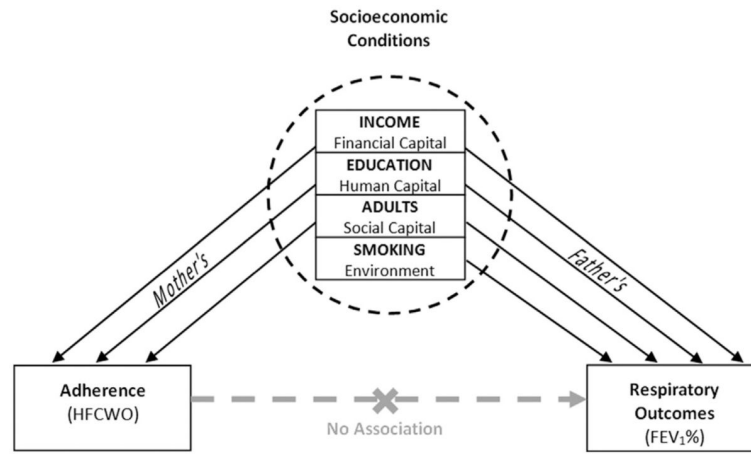 Socioeconomic
Conditions
INCOME
Financial Capital
EDUCATION
Human Capital
ADULTS
Social Capital
SMOKING
Environment
Mother's
Father's
Adherence
(HFCWO)
No Association
Respiratory
Outcomes
(FEV₁%)